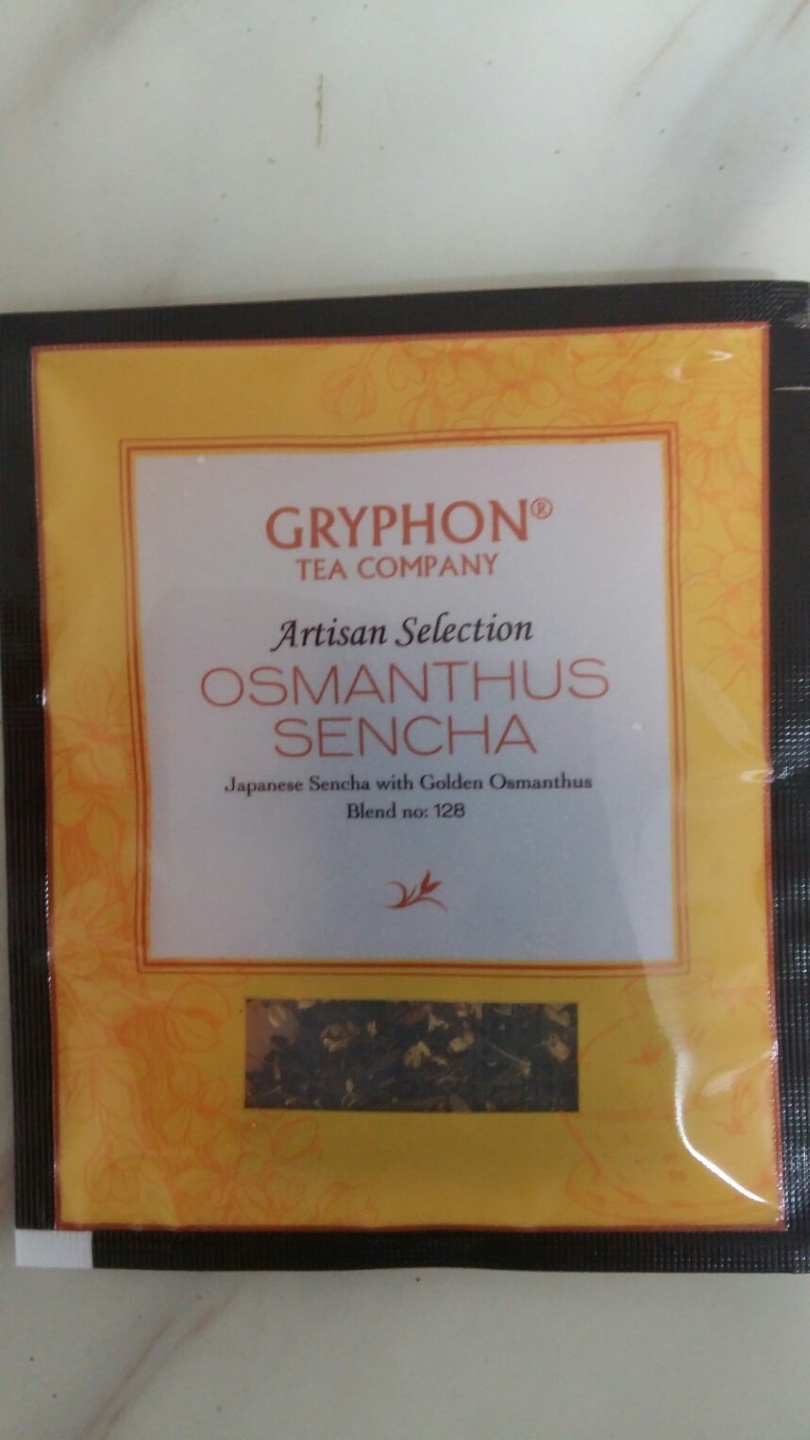 GRYPHON®
TEA COMPANY
Artisan Selection
OSMANTHUS
SENCHA
Japanese Sencha with Golden Osmanthus
Blend no: 128